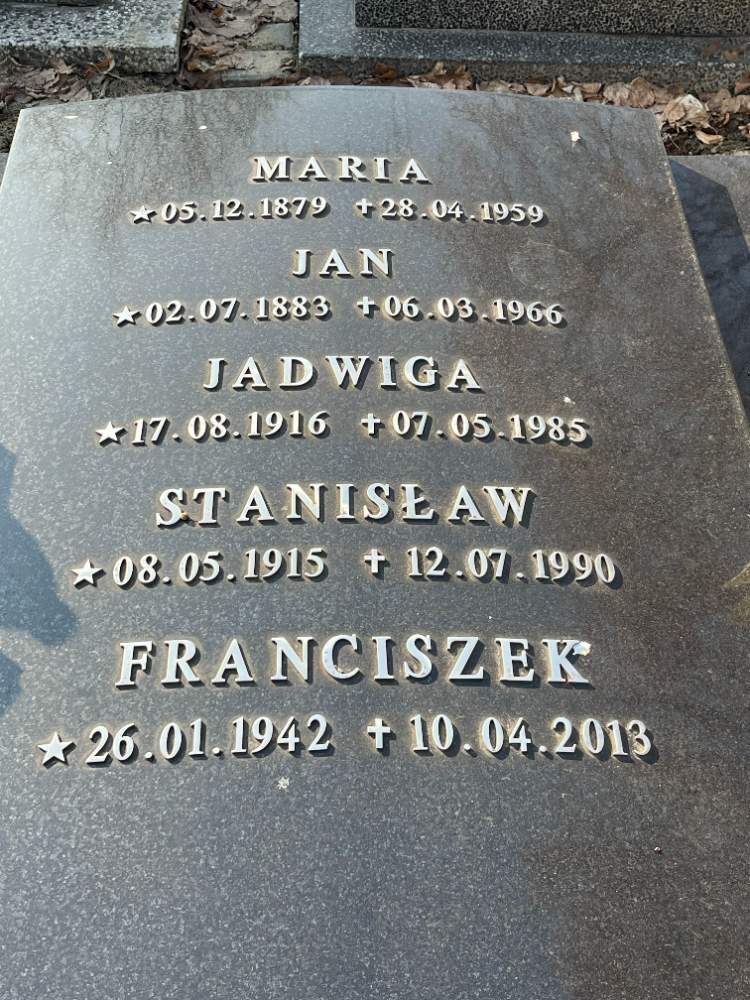 MARIA
★05.12.1879 ✝28.04.1959
JAN
★02.07.1883 ✝06.03.1966
JADWIGA
★17.08.1916 ✝07.05.1985
STANISŁAW
★08.05.1915 ✝12.07.1990
FRANCISZEK
★26.01.1942 ✝10.04.2013